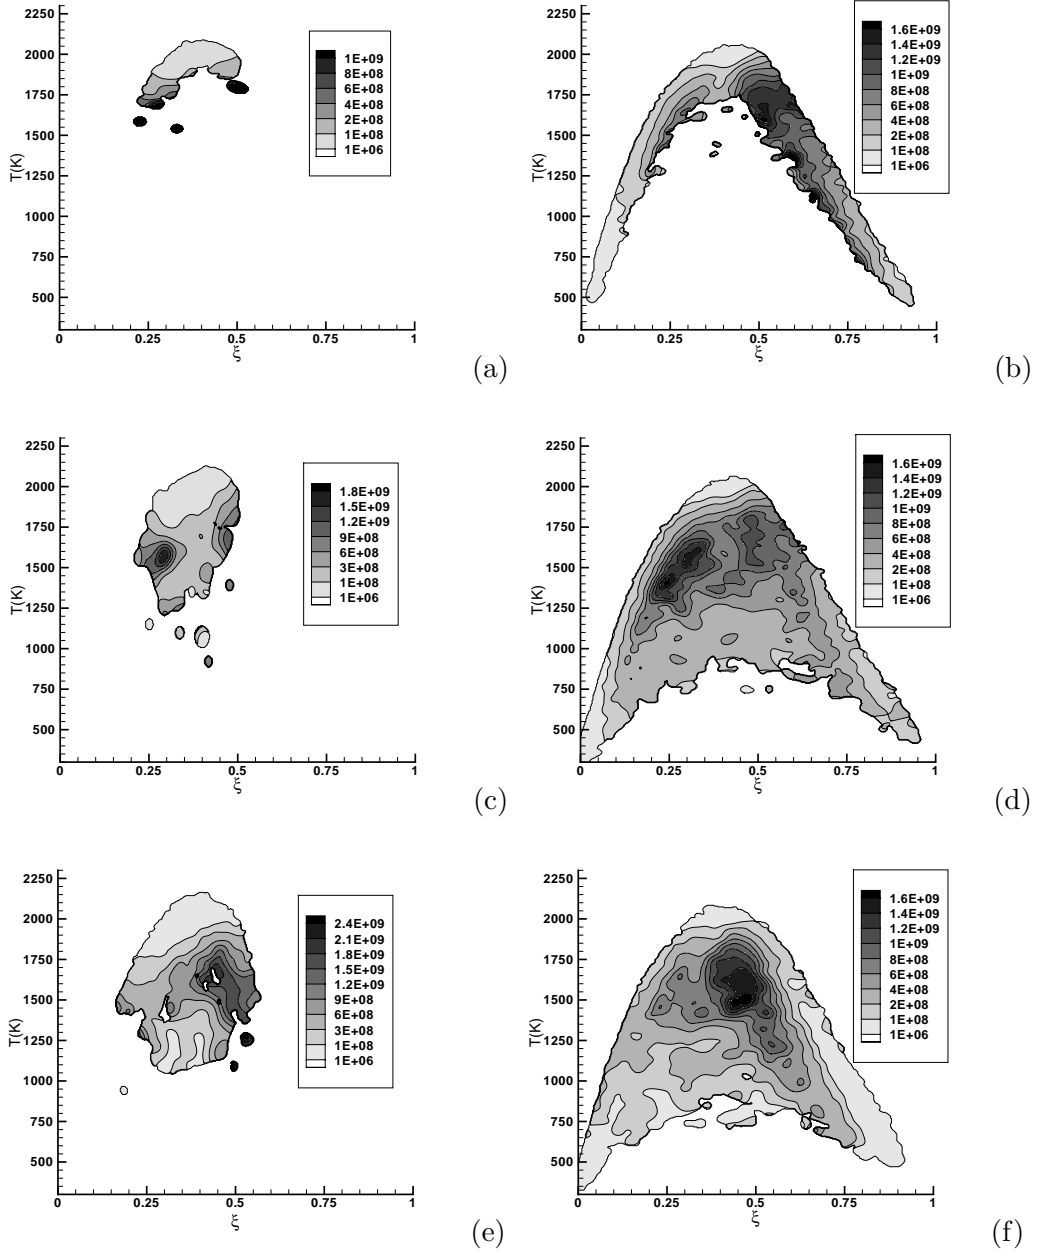 2250
2000
1750
1500
1250
1000
750
500
T(K)
0
0.25
0.5
0.75
1
ξ
1E+09
8E+08
6E+08
4E+08
2E+08
1E+08
1E+06
(a)
2250
2000
1750
1500
1250
1000
750
500
T(K)
0
0.25
0.5
0.75
1
ξ
1.6E+09
1.4E+09
1.2E+09
1E+09
8E+08
6E+08
4E+08
2E+08
1E+08
1E+06
(b)
2250
2000
1750
1500
1250
1000
750
500
T(K)
0
0.25
0.5
0.75
1
ξ
1.8E+09
1.5E+09
1.2E+09
9E+08
6E+08
3E+08
1E+08
1E+06
(c)
2250
2000
1750
1500
1250
1000
750
500
T(K)
0
0.25
0.5
0.75
1
ξ
1.6E+09
1.4E+09
1.2E+09
1E+09
8E+08
6E+08
4E+08
2E+08
1E+08
1E+06
(d)
2250
2000
1750
1500
1250
1000
750
500
T(K)
0
0.25
0.5
0.75
1
ξ
2.4E+09
2.1E+09
1.8E+09
1.5E+09
1.2E+09
9E+08
6E+08
3E+08
1E+08
1E+06
(e)
2250
2000
1750
1500
1250
1000
750
500
T(K)
0
0.25
0.5
0.75
1
ξ
1.6E+09
1.4E+09
1.2E+09
1E+09
8E+08
6E+08
4E+08
2E+08
1E+08
1E+06
(f)